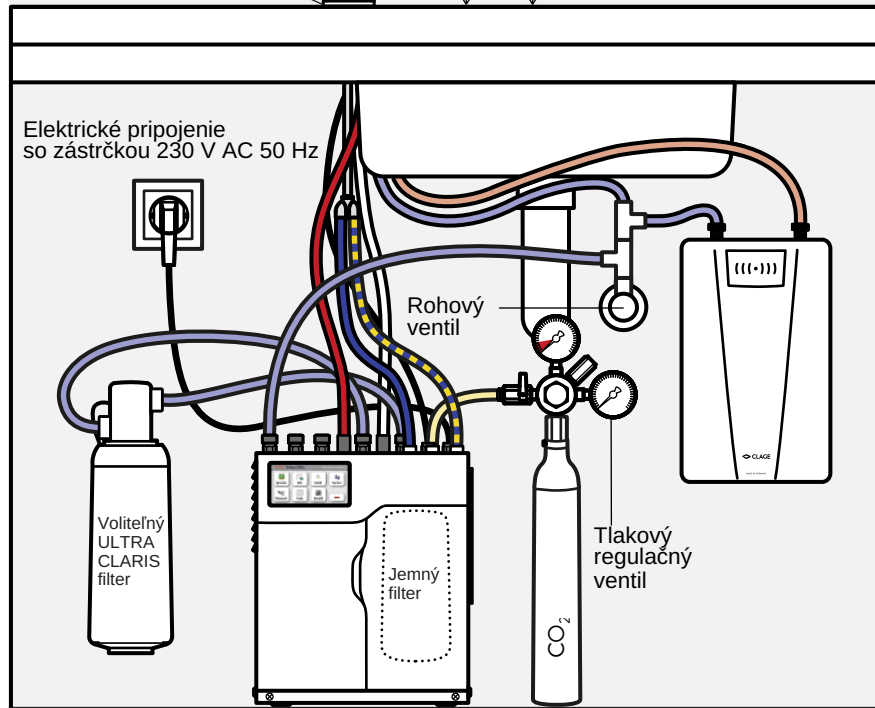 Elektrické pripojenie
so zástrčkou 230 V AC 50 Hz
Rohový
ventil
CLAGE
Voliteľný
ULTRA
CLARIS
filter
Jemný
filter
Tlakový
regulačný
ventil
CO₂